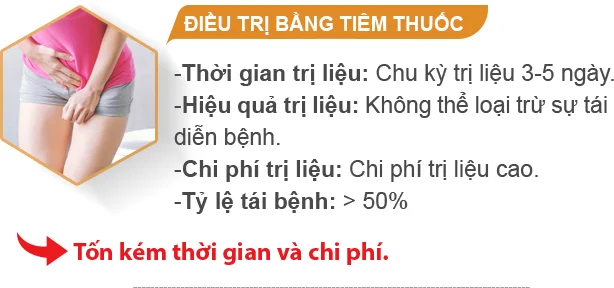 ĐIỀU TRỊ BẰNG TIÊM THUỐC
-Thời gian trị liệu: Chu kỳ trị liệu 3-5 ngày.
-Hiệu quả trị liệu: Không thể loại trừ sự tái
diễn bệnh.
-Chi phí trị liệu: Chi phí trị liệu cao.
-Tỷ lệ tái bệnh: > 50%
Tốn kém thời gian và chi phí.